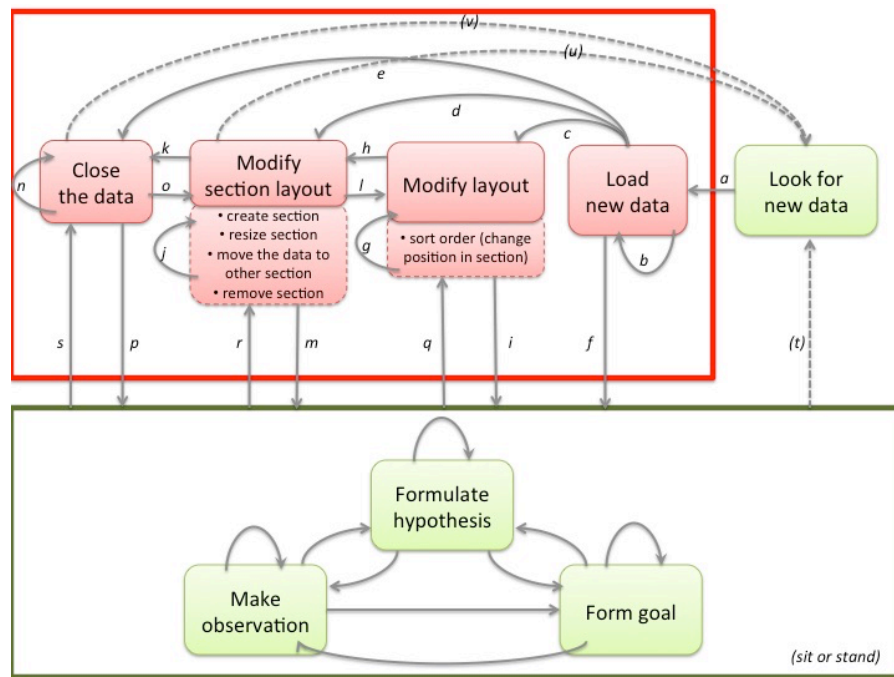 (v)
(u)
e
d
c
k
h
n
Close
the data
o
Modify
section layout
l
Modify layout
Load
new data
a
Look for
new data
• create section
• resize section
• move the data to
other section
• remove section
j
g
• sort order (change
position in section)
b
s
p
r
m
q
i
f
(t)
Formulate
hypothesis
Make
observation
Form goal
(sit or stand)